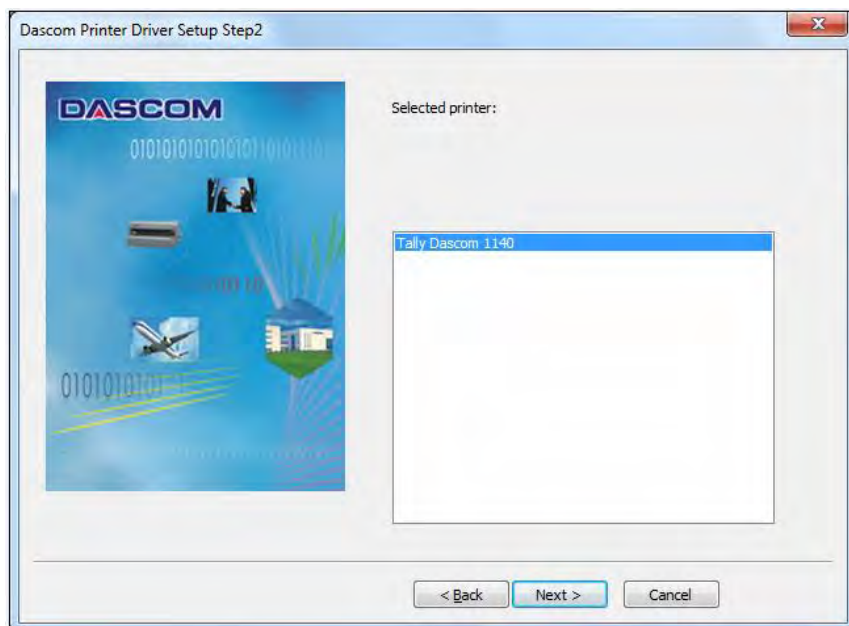 Dascom Printer Driver Setup Step2
DASCOM
Selected printer:
Tally Dascom 1140
< Back
Next >
Cancel